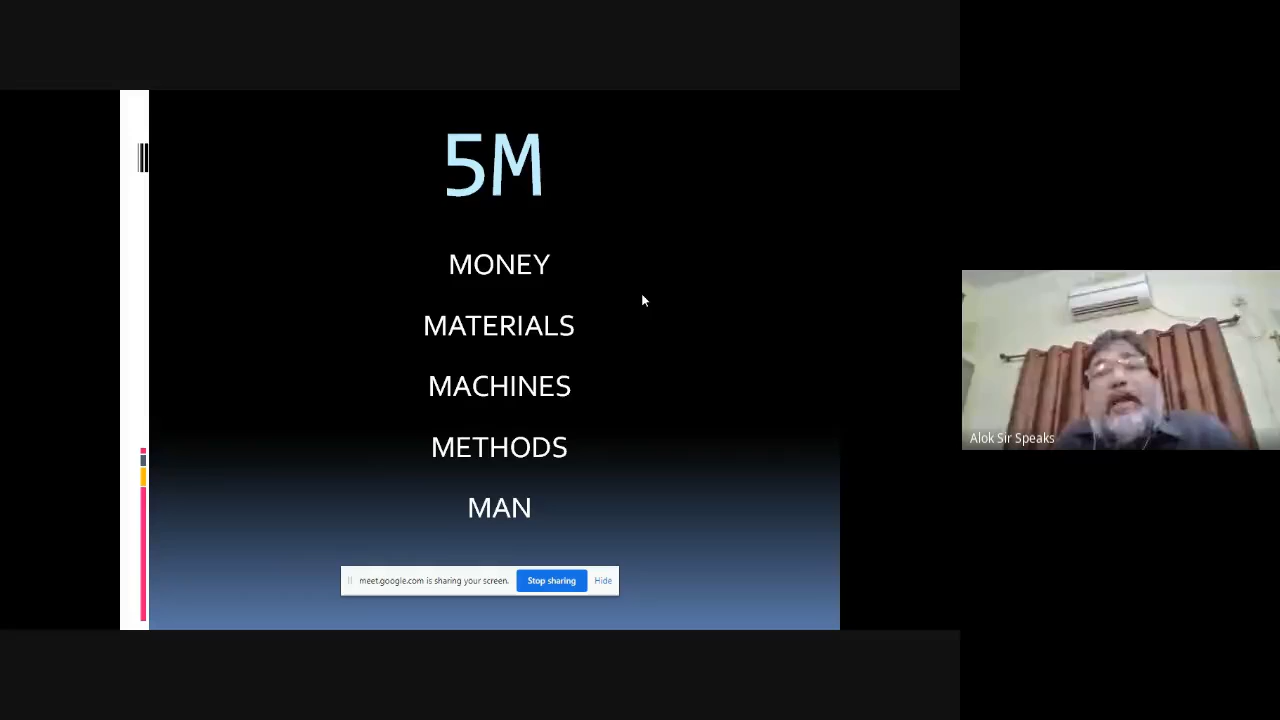 5M
MONEY
MATERIALS
MACHINES
METHODS
MAN
meet.google.com is sharing your screen. Stop sharing Hide
Alok Sir Speaks